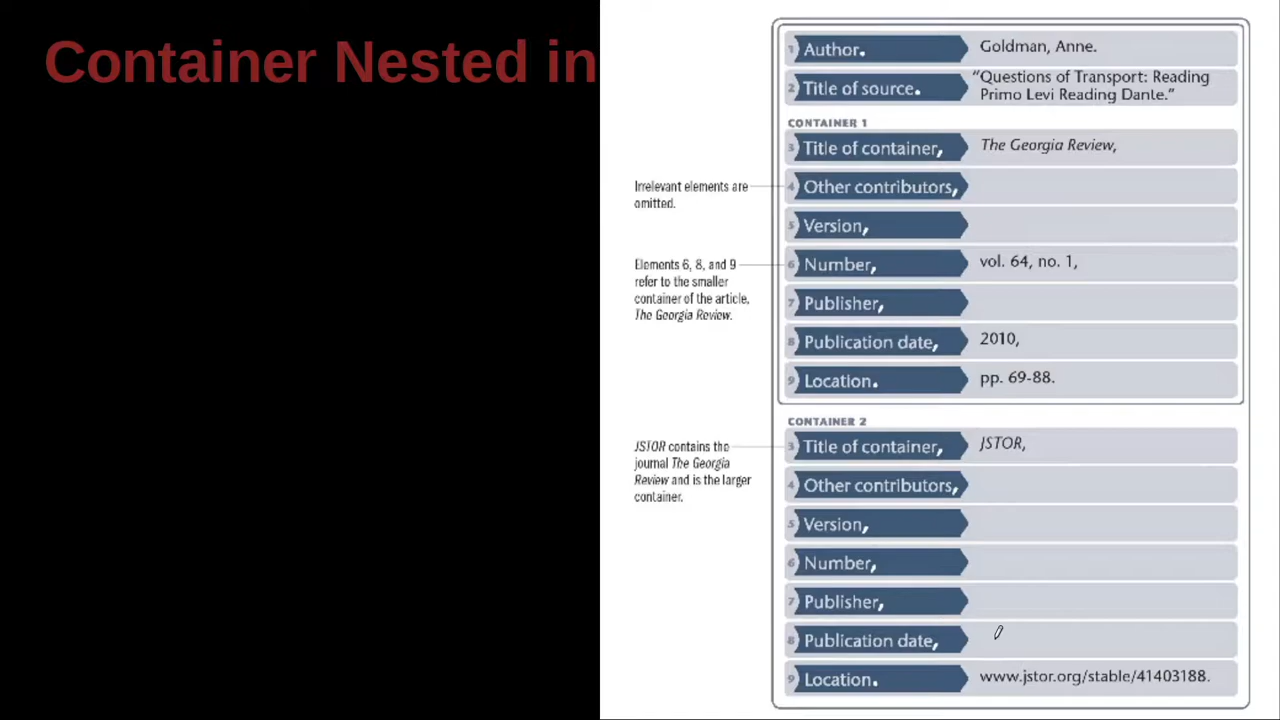 Container Nested in
1 Author. Goldman, Anne.
2 Title of source. “Questions of Transport: Reading
Primo Levi Reading Dante.”
CONTAINER 1
3 Title of container, The Georgia Review,
Irrelevant elements are
omitted.
4 Other contributors,
5 Version,
Elements 6, 8, and 9
refer to the smaller
container of the article,
The Georgia Review.
6 Number, vol. 64, no. 1,
7 Publisher,
8 Publication date, 2010,
9 Location. pp. 69-88.
CONTAINER 2
JSTOR contains the
journal The Georgia
Review and is the larger
container.
3 Title of container, JSTOR,
4 Other contributors,
5 Version,
6 Number,
7 Publisher,
8 Publication date,
9 Location. www.jstor.org/stable/41403188.